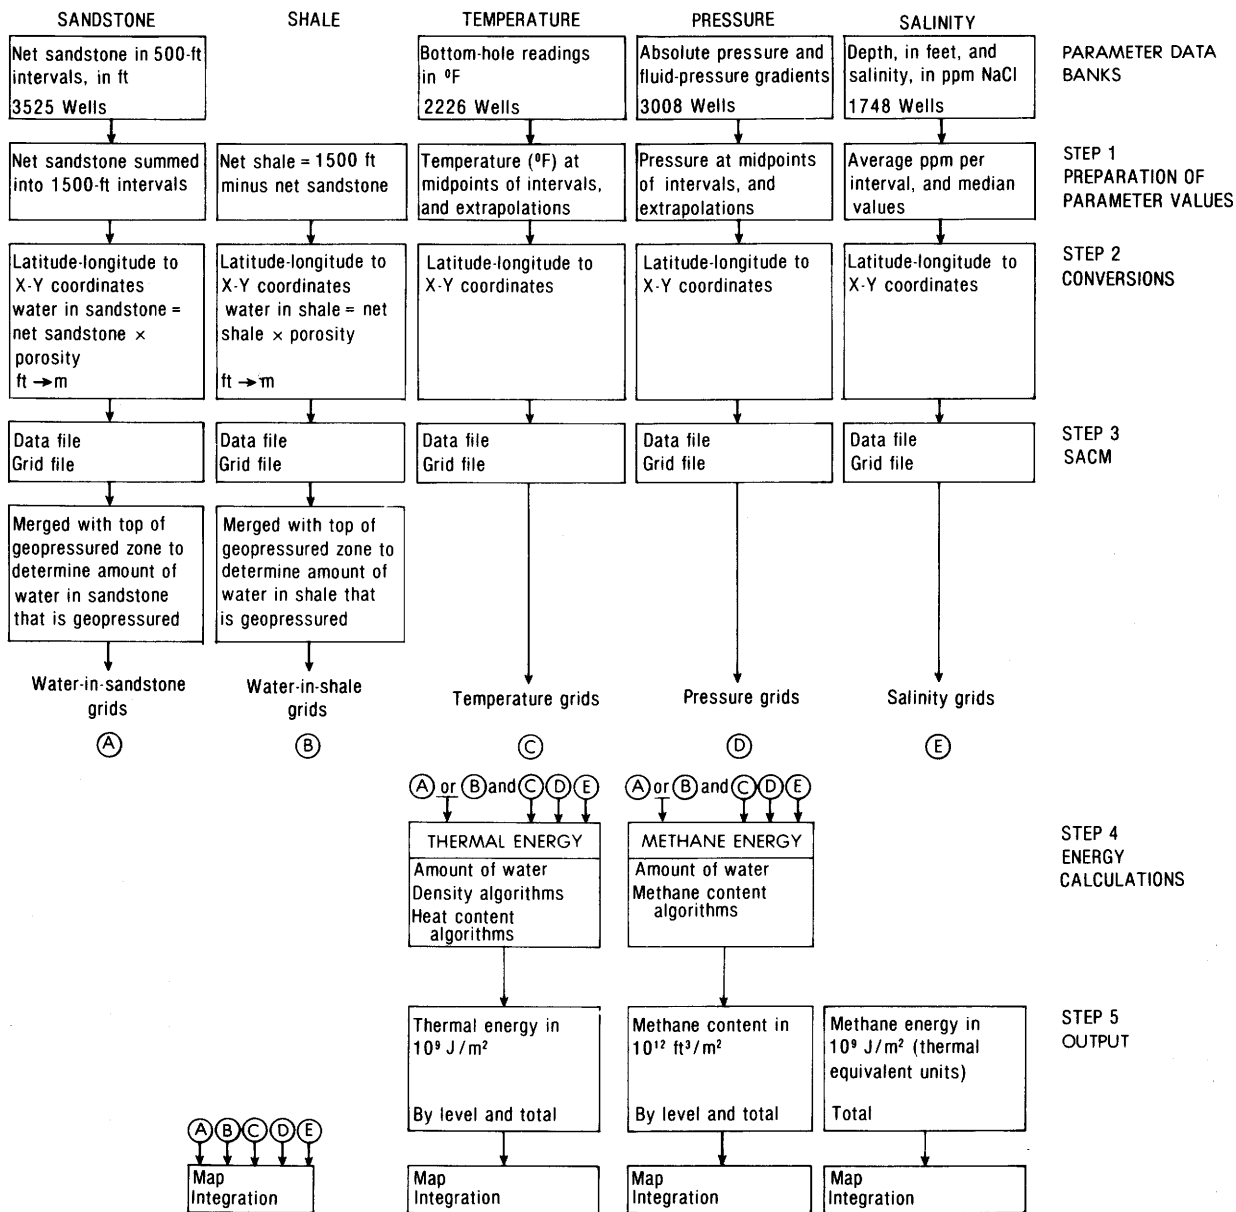 SANDSTONE
SHALE
TEMPERATURE
PRESSURE
SALINITY
Net sandstone in 500-ft
intervals, in ft
3525 Wells
Bottom-hole readings
in ⁰F
2226 Wells
Absolute pressure and
fluid-pressure gradients
3008 Wells
Depth, in feet, and
salinity, in ppm NaCl
1748 Wells
PARAMETER DATA
BANKS
Net sandstone summed
into 1500-ft intervals
Net shale = 1500 ft
minus net sandstone
Temperature (⁰F) at
midpoints of intervals,
and extrapolations
Pressure at midpoints
of intervals, and
extrapolations
Average ppm per
interval, and median
values
STEP 1
PREPARATION OF
PARAMETER VALUES
Latitude-longitude to
X-Y coordinates
water in sandstone =
net sandstone ×
porosity
ft → m
Latitude-longitude to
X-Y coordinates
water in shale = net
shale × porosity
ft → m
Latitude-longitude to
X-Y coordinates
Latitude-longitude to
X-Y coordinates
Latitude-longitude to
X-Y coordinates
STEP 2
CONVERSIONS
Data file
Grid file
Data file
Grid file
Data file
Grid file
Data file
Grid file
Data file
Grid file
STEP 3
SACM
Merged with top of
geopressured zone to
determine amount of
water in sandstone
that is geopressured
Merged with top of
geopressured zone to
determine amount of
water in shale that
is geopressured
Water-in-sandstone
grids
A
Water-in-shale
grids
B
Temperature grids
C
Pressure grids
D
Salinity grids
E
A or B and C D E
A or B and C D E
THERMAL ENERGY
Amount of water
Density algorithms
Heat content
algorithms
METHANE ENERGY
Amount of water
Methane content
algorithms
STEP 4
ENERGY
CALCULATIONS
Thermal energy in
10⁹ J/m²
By level and total
Methane content in
10¹² ft³/m²
By level and total
Methane energy in
10⁹ J/m² (thermal
equivalent units)
Total
STEP 5
OUTPUT
A B C D E
Map
Integration
Map
Integration
Map
Integration
Map
Integration